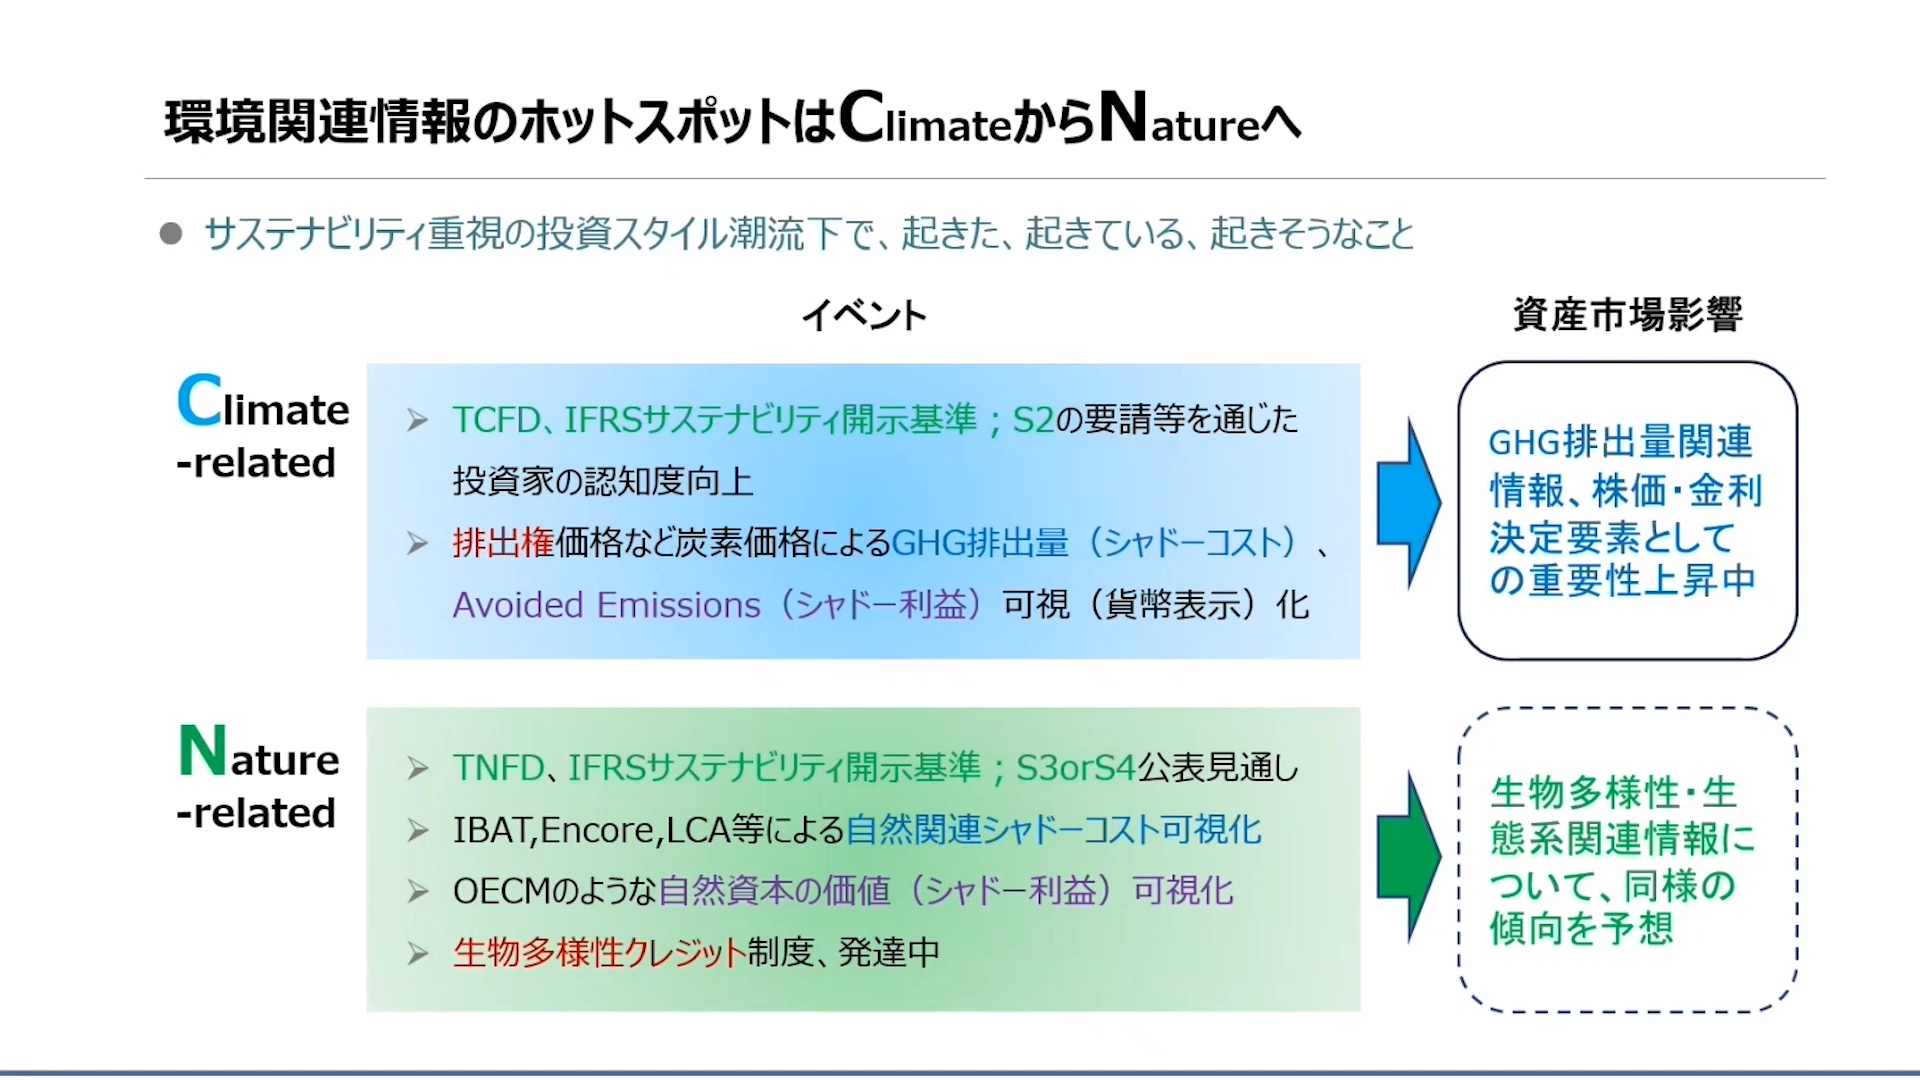 環境関連情報のホットスポットはClimateからNatureへ
● サステナビリティ重視の投資スタイル潮流下で、起きた、起きている、起きそうなこと
イベント
資産市場影響
Climate
-related
➢ TCFD、IFRSサステナビリティ開示基準；S2の要請等を通じた
投資家の認知度向上
➢ 排出権価格など炭素価格によるGHG排出量（シャドーコスト）、
Avoided Emissions（シャドー利益）可視（貨幣表示）化
GHG排出量関連
情報、株価・金利
決定要素として
の重要性上昇中
Nature
-related
➢ TNFD、IFRSサステナビリティ開示基準；S3orS4公表見通し
➢ IBAT,Encore,LCA等による自然関連シャドーコスト可視化
➢ OECMのような自然資本の価値（シャドー利益）可視化
➢ 生物多様性クレジット制度、発達中
生物多様性・生
態系関連情報に
ついて、同様の
傾向を予想